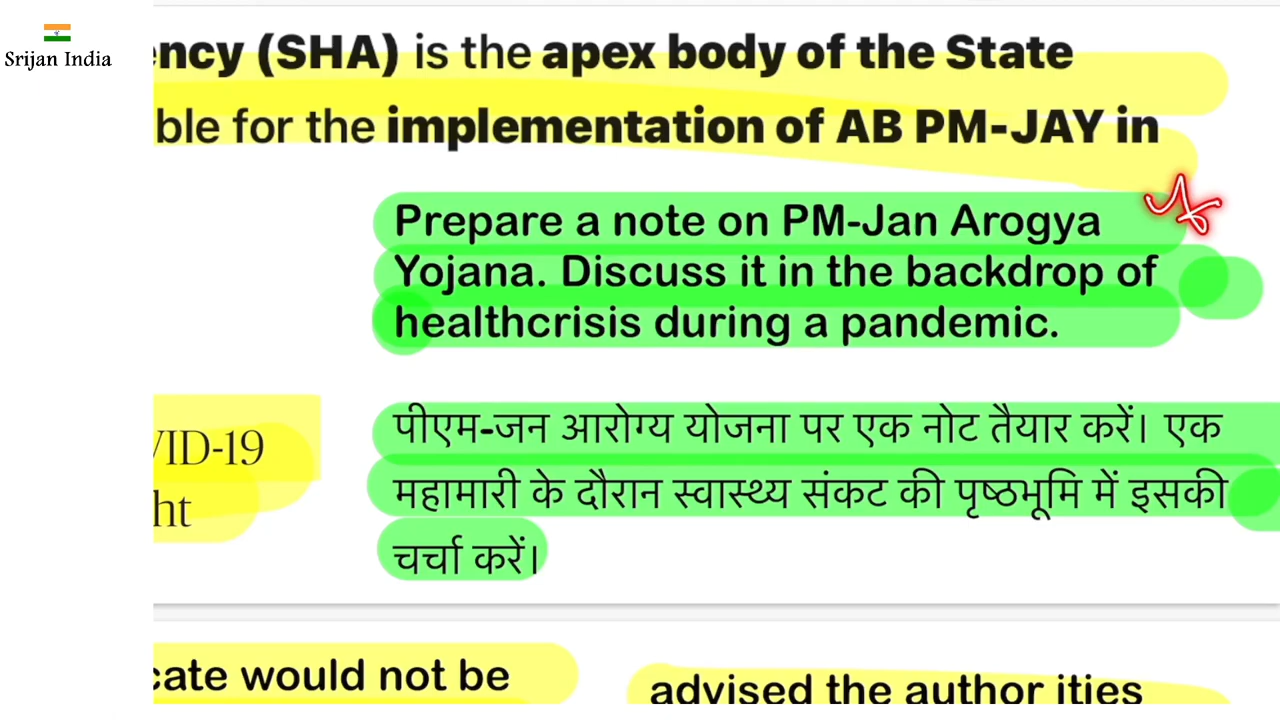 Srijan India
ency (SHA) is the apex body of the State
ble for the implementation of AB PM-JAY in
Prepare a note on PM-Jan Arogya
Yojana. Discuss it in the backdrop of
healthcrisis during a pandemic.
VID-19
ht
पीएम-जन आरोग्य योजना पर एक नोट तैयार करें। एक
महामारी के दौरान स्वास्थ्य संकट की पृष्ठभूमि में इसकी
चर्चा करें।
cate would not be
advised the author ities